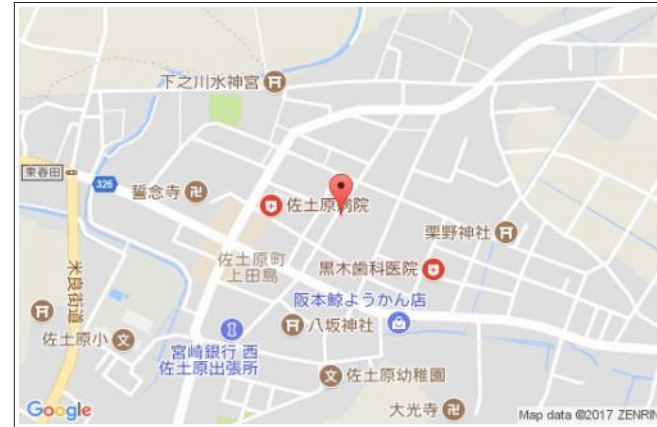 下之川水神宮
東春田
326
誓念寺
佐土原病院
栗野神社
佐土原町
上田島
黒木歯科医院
米良街道
阪本鯨ようかん店
八坂神社
佐土原小
宮崎銀行 西
佐土原出張所
佐土原幼稚園
大光寺
Google
Map data ©2017 ZENRIN